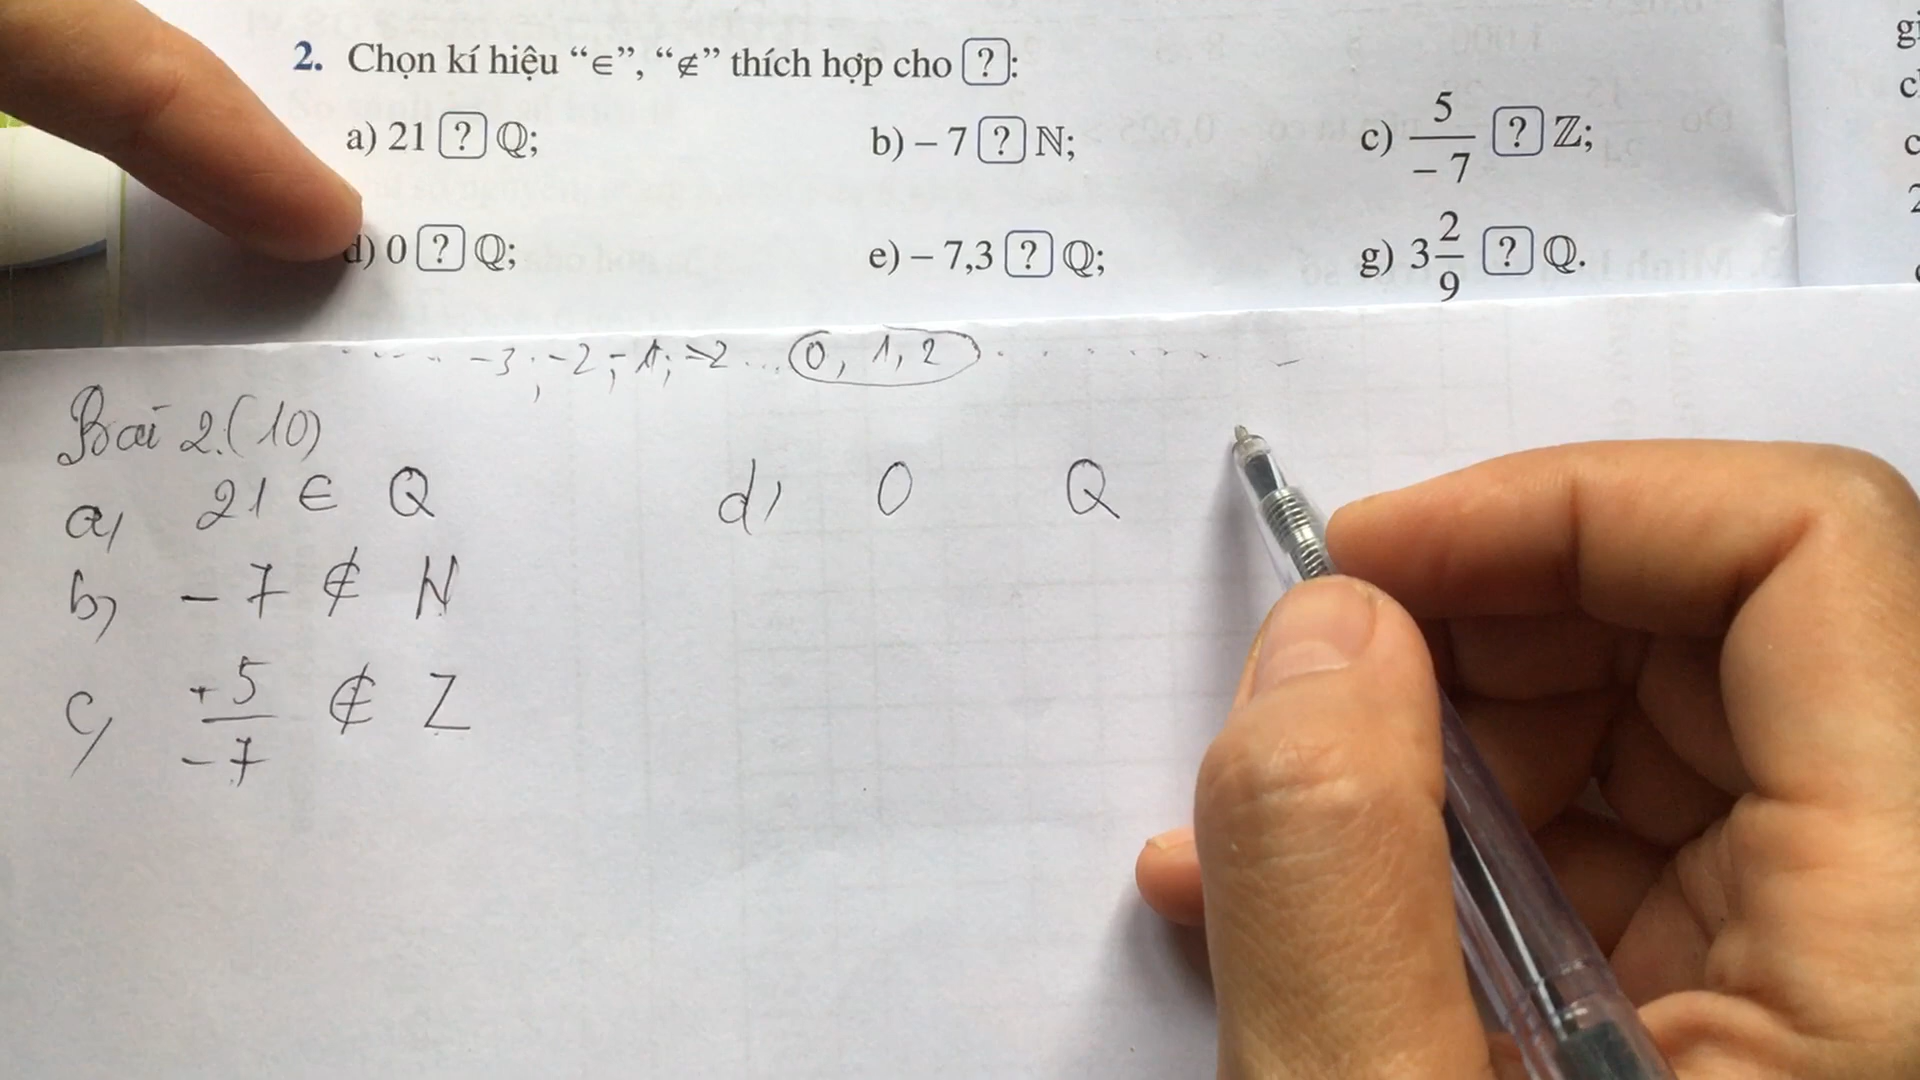 2. Chọn kí hiệu “∈”, “∉” thích hợp cho ?:
a) 21 ? ℚ; b) – 7 ? ℕ; c) 5/–7 ? ℤ;
d) 0 ? ℚ; e) – 7,3 ? ℚ; g) 3 2/9 ? ℚ.
..... -3; -2; -1; -2 ... 0, 1, 2 ........
Bài 2.(10)
a) 21 ∈ Q
b) - 7 ∉ N
c) +5/-7 ∉ Z
d) 0 Q